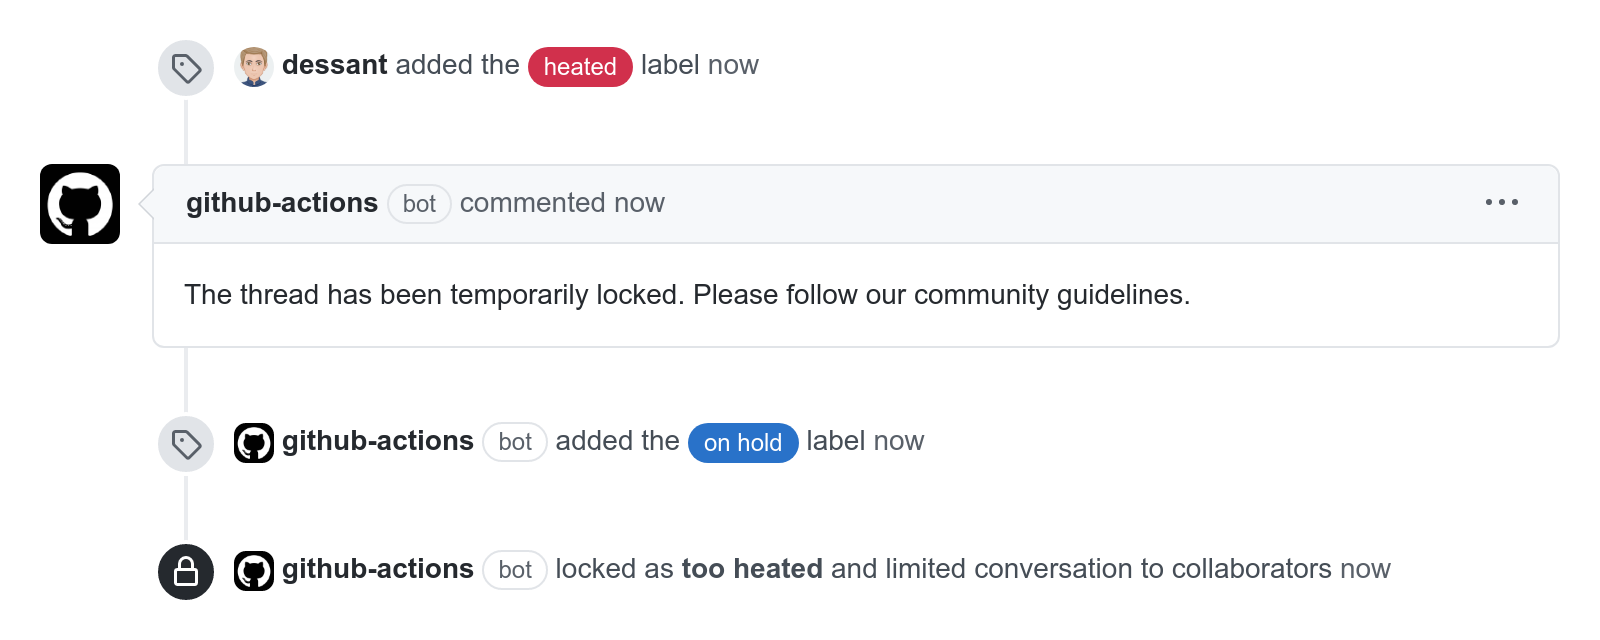 dessant added the heated label now
github-actions bot commented now
The thread has been temporarily locked. Please follow our community guidelines.
github-actions bot added the on hold label now
github-actions bot locked as too heated and limited conversation to collaborators now